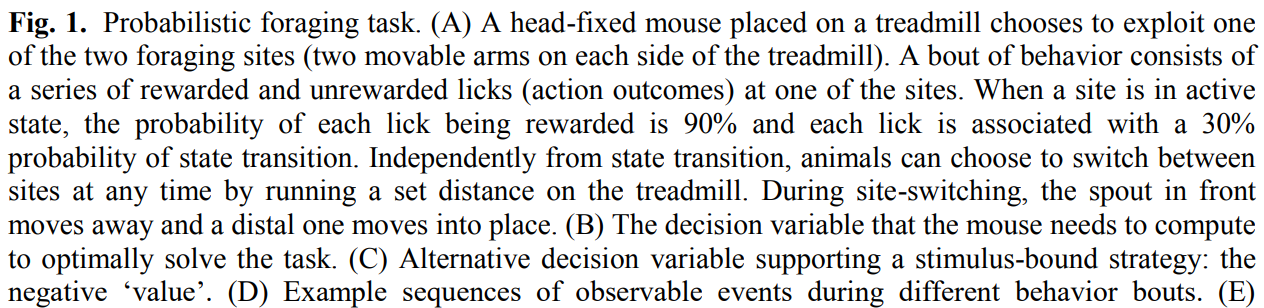 Fig. 1. Probabilistic foraging task. (A) A head-fixed mouse placed on a treadmill chooses to exploit one
of the two foraging sites (two movable arms on each side of the treadmill). A bout of behavior consists of
a series of rewarded and unrewarded licks (action outcomes) at one of the sites. When a site is in active
state, the probability of each lick being rewarded is 90% and each lick is associated with a 30%
probability of state transition. Independently from state transition, animals can choose to switch between
sites at any time by running a set distance on the treadmill. During site-switching, the spout in front
moves away and a distal one moves into place. (B) The decision variable that the mouse needs to compute
to optimally solve the task. (C) Alternative decision variable supporting a stimulus-bound strategy: the
negative ‘value’. (D) Example sequences of observable events during different behavior bouts. (E)